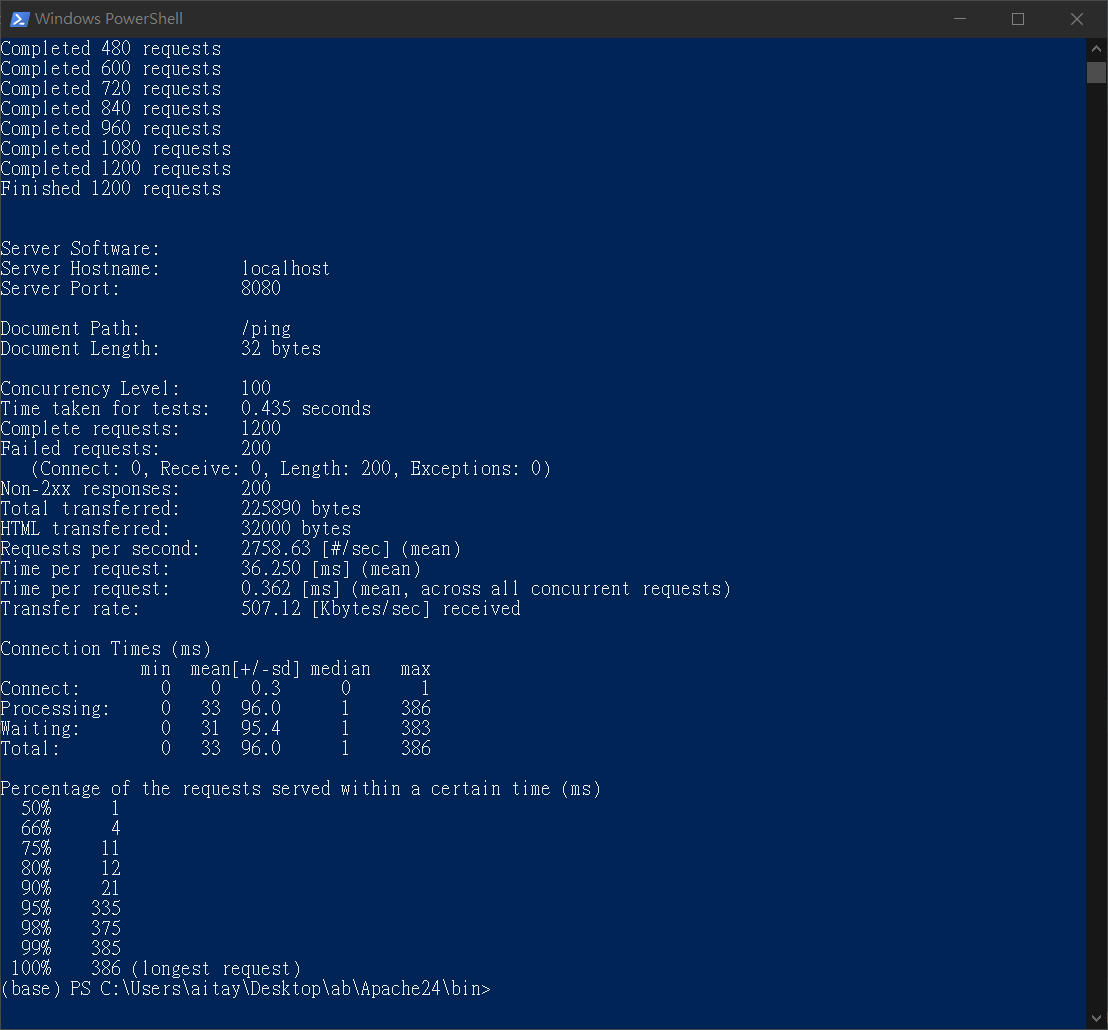 Windows PowerShell
Completed 480 requests
Completed 600 requests
Completed 720 requests
Completed 840 requests
Completed 960 requests
Completed 1080 requests
Completed 1200 requests
Finished 1200 requests
Server Software:
Server Hostname:        localhost
Server Port:            8080
Document Path:          /ping
Document Length:        32 bytes
Concurrency Level:      100
Time taken for tests:   0.435 seconds
Complete requests:      1200
Failed requests:        200
   (Connect: 0, Receive: 0, Length: 200, Exceptions: 0)
Non-2xx responses:      200
Total transferred:      225890 bytes
HTML transferred:       32000 bytes
Requests per second:    2758.63 [#/sec] (mean)
Time per request:       36.250 [ms] (mean)
Time per request:       0.362 [ms] (mean, across all concurrent requests)
Transfer rate:          507.12 [Kbytes/sec] received
Connection Times (ms)
              min  mean[+/-sd] median   max
Connect:        0    0   0.3      0       1
Processing:     0   33  96.0      1     386
Waiting:        0   31  95.4      1     383
Total:          0   33  96.0      1     386
Percentage of the requests served within a certain time (ms)
  50%      1
  66%      4
  75%     11
  80%     12
  90%     21
  95%    335
  98%    375
  99%    385
 100%    386 (longest request)
(base) PS C:\Users\aitay\Desktop\ab\Apache24\bin>